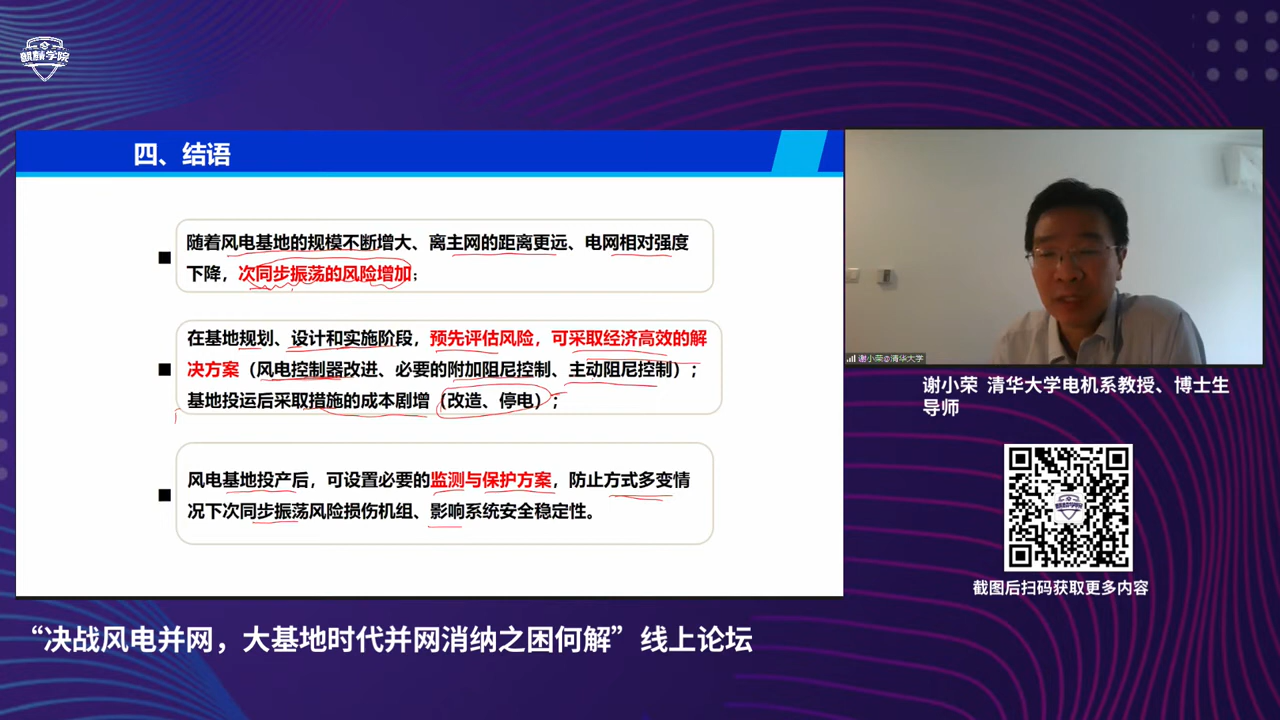 麒麟学院
四、结语
随着风电基地的规模不断增大、离主网的距离更远、电网相对强度
下降，次同步振荡的风险增加；
在基地规划、设计和实施阶段，预先评估风险，可采取经济高效的解
决方案（风电控制器改进、必要的附加阻尼控制、主动阻尼控制）；
基地投运后采取措施的成本剧增（改造、停电）；
风电基地投产后，可设置必要的监测与保护方案，防止方式多变情
况下次同步振荡风险损伤机组、影响系统安全稳定性。
谢小荣@清华大学
谢小荣 清华大学电机系教授、博士生
导师
麒麟学院
截图后扫码获取更多内容
“决战风电并网，大基地时代并网消纳之困何解”线上论坛